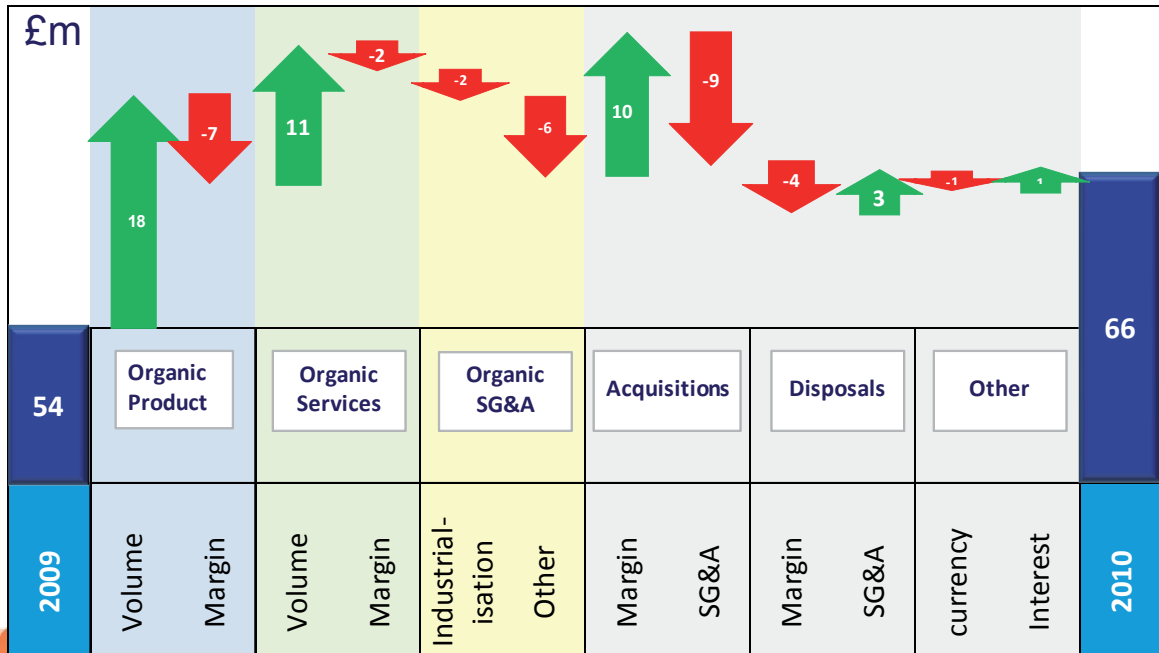 £m
18
-7
11
-2
-2
-6
10
-9
-4
3
-1
1
54
Organic
Product
Organic
Services
Organic
SG&A
Acquisitions
Disposals
Other
66
2009
Volume
Margin
Volume
Margin
Industrial-
isation
Other
Margin
SG&A
Margin
SG&A
currency
Interest
2010